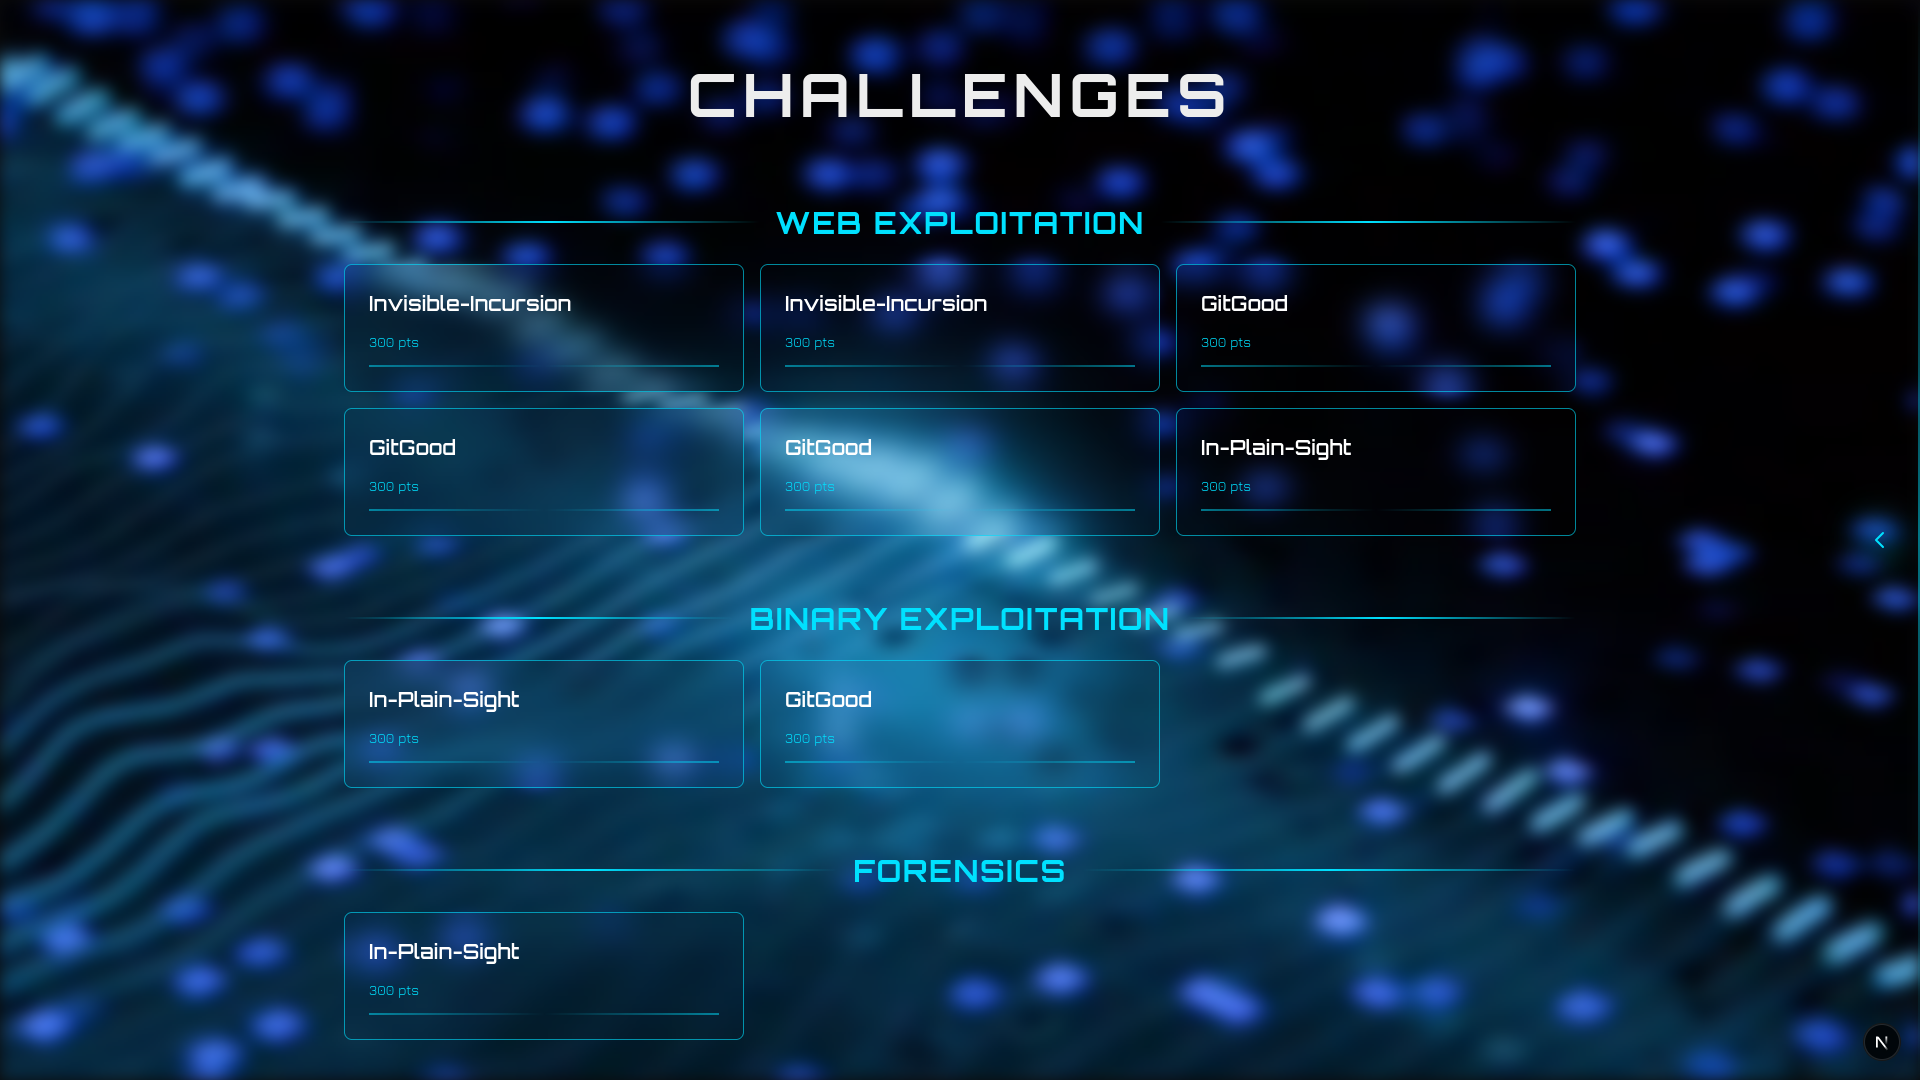 CHALLENGES
WEB EXPLOITATION
Invisible-Incursion
300 pts
Invisible-Incursion
300 pts
GitGood
300 pts
GitGood
300 pts
GitGood
300 pts
In-Plain-Sight
300 pts
BINARY EXPLOITATION
In-Plain-Sight
300 pts
GitGood
300 pts
FORENSICS
In-Plain-Sight
300 pts
N